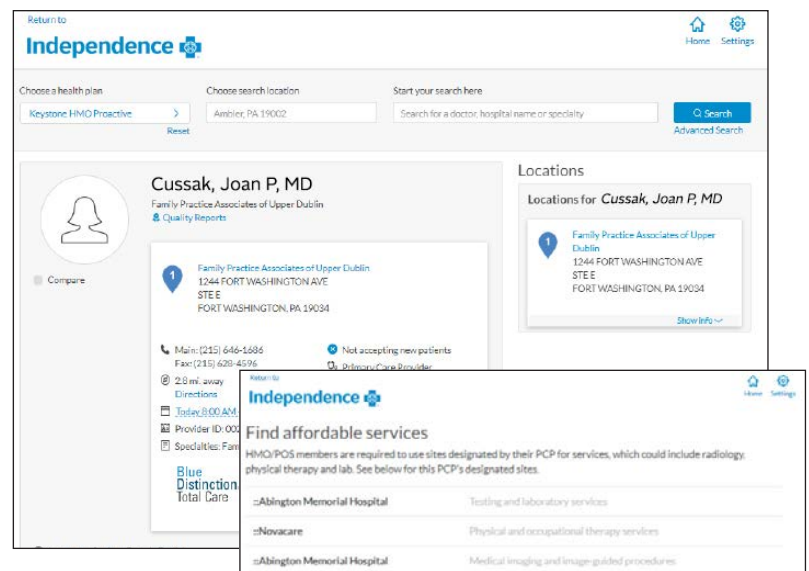 Return to
Independence
Home Settings
Choose a health plan
Choose search location
Start your search here
Keystone HMO Proactive
Ambler, PA 19002
Search for a doctor, hospital name or specialty
Search
Reset
Advanced Search
Cussak, Joan P, MD
Family Practice Associates of Upper Dublin
Quality Reports
Compare
1
Family Practice Associates of Upper Dublin
1244 FORT WASHINGTON AVE
STE E
FORT WASHINGTON, PA 19034
Main: (215) 646-1686
Fax: (215) 628-4596
Not accepting new patients
Primary Care Provider
2.8 mi. away
Directions
Today 8:00 AM
Provider ID: 002
Specialties: Fam
Blue
Distinction.
Total Care
Locations
Locations for Cussak, Joan P, MD
1
Family Practice Associates of Upper
Dublin
1244 FORT WASHINGTON AVE
STE E
FORT WASHINGTON, PA 19034
Show Info
Return to
Independence
Home Settings
Find affordable services
HMO/POS members are required to use sites designated by their PCP for services, which could include radiology,
physical therapy and lab. See below for this PCP's designated sites.
::Abington Memorial Hospital Testing and laboratory services
::Novacare Physical and occupational therapy services
::Abington Memorial Hospital Medical imaging and image-guided procedures